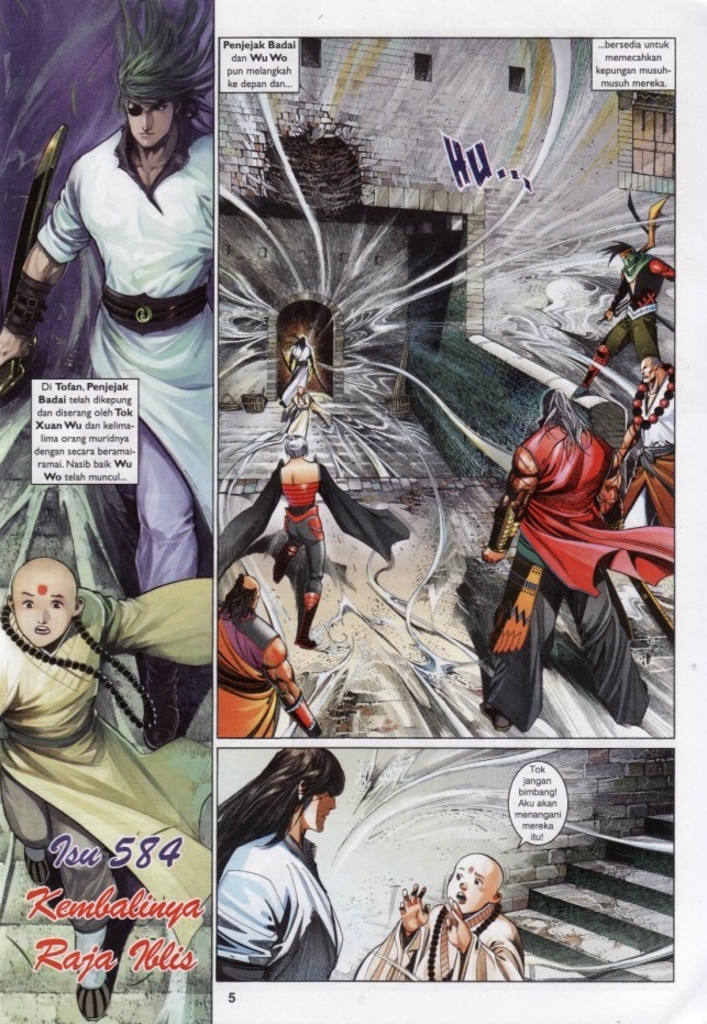 Penjejak Badai
dan Wu Wo
pun melangkah
ke depan dan...
...bersedia untuk
memecahkan
kepungan musuh-
musuh mereka.
HU...
Di Tofan, Penjejak
Badai telah dikepung
dan diserang oleh Tok
Xuan Wu dan kelima-
lima orang muridnya
dengan secara beramai-
ramai. Nasib baik Wu
Wo telah muncul...
Tok
jangan
bimbang!
Aku akan
menangani
mereka
itu!
Isu 584
Kembalinya
Raja Iblis
5